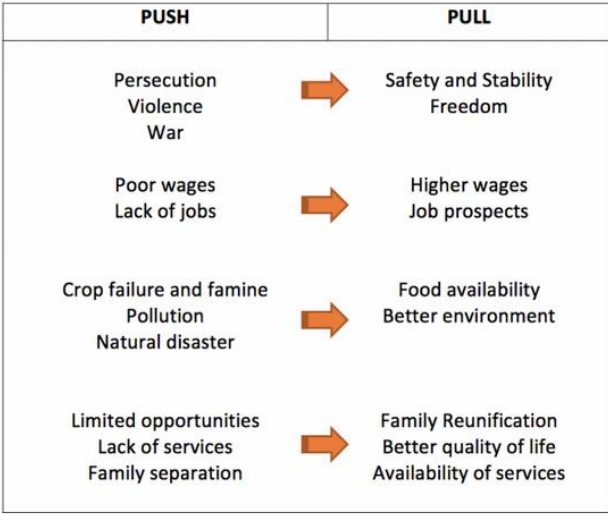 PUSH
PULL
Persecution
Violence
War
Safety and Stability
Freedom
Poor wages
Lack of jobs
Higher wages
Job prospects
Crop failure and famine
Pollution
Natural disaster
Food availability
Better environment
Limited opportunities
Lack of services
Family separation
Family Reunification
Better quality of life
Availability of services